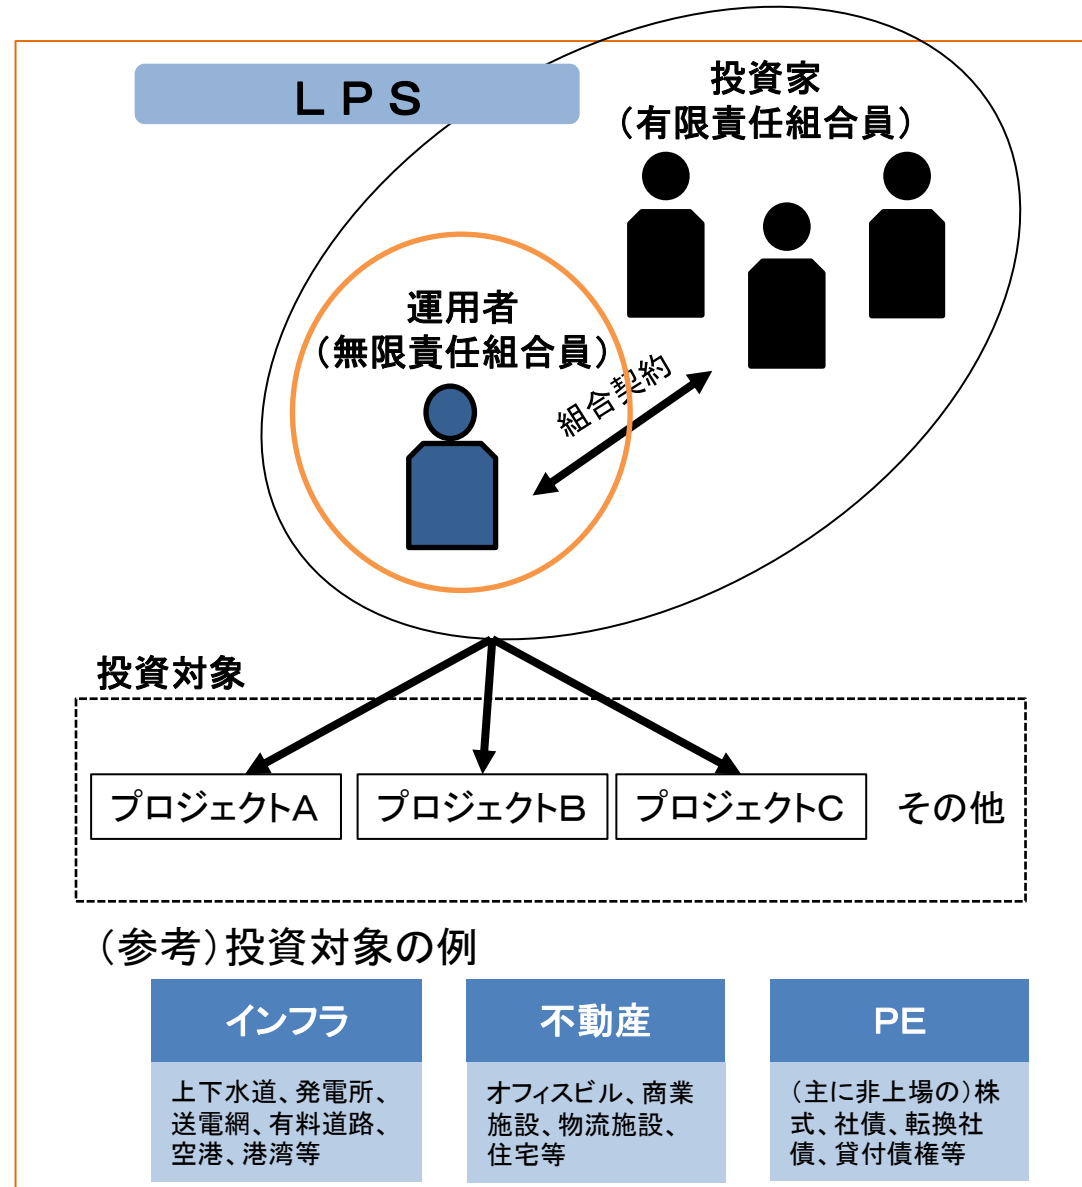 ＬＰＳ
投資家
（有限責任組合員）
運用者
（無限責任組合員）
組合契約
投資対象
プロジェクトＡ
プロジェクトＢ
プロジェクトＣ
その他
（参考）投資対象の例
インフラ
上下水道、発電所、
送電網、有料道路、
空港、港湾等
不動産
オフィスビル、商業
施設、物流施設、
住宅等
ＰＥ
（主に非上場の）株
式、社債、転換社
債、貸付債権等